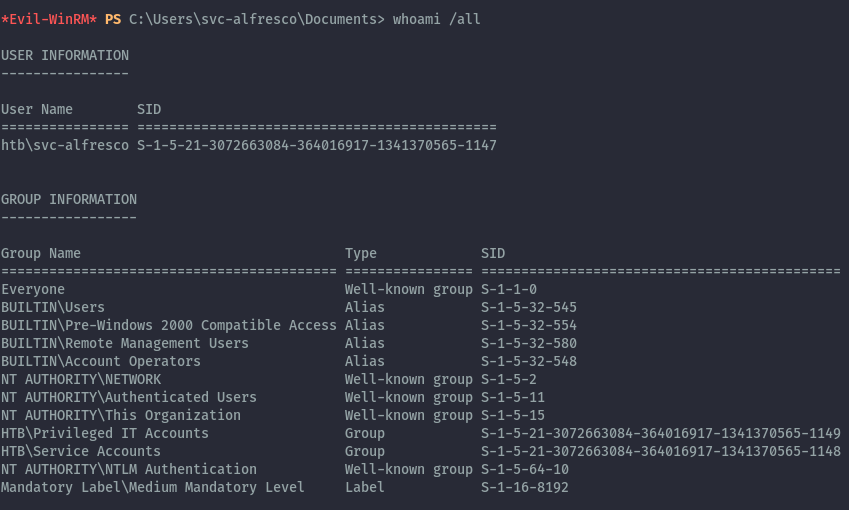 *Evil-WinRM* PS C:\Users\svc-alfresco\Documents> whoami /all
USER INFORMATION
----------------
User Name        SID
================ =============================================
htb\svc-alfresco S-1-5-21-3072663084-364016917-1341370565-1147
GROUP INFORMATION
-----------------
Group Name                                 Type             SID
========================================== ================ =============================================
Everyone                                   Well-known group S-1-1-0
BUILTIN\Users                              Alias            S-1-5-32-545
BUILTIN\Pre-Windows 2000 Compatible Access Alias            S-1-5-32-554
BUILTIN\Remote Management Users            Alias            S-1-5-32-580
BUILTIN\Account Operators                  Alias            S-1-5-32-548
NT AUTHORITY\NETWORK                       Well-known group S-1-5-2
NT AUTHORITY\Authenticated Users           Well-known group S-1-5-11
NT AUTHORITY\This Organization             Well-known group S-1-5-15
HTB\Privileged IT Accounts                 Group            S-1-5-21-3072663084-364016917-1341370565-1149
HTB\Service Accounts                       Group            S-1-5-21-3072663084-364016917-1341370565-1148
NT AUTHORITY\NTLM Authentication           Well-known group S-1-5-64-10
Mandatory Label\Medium Mandatory Level     Label            S-1-16-8192